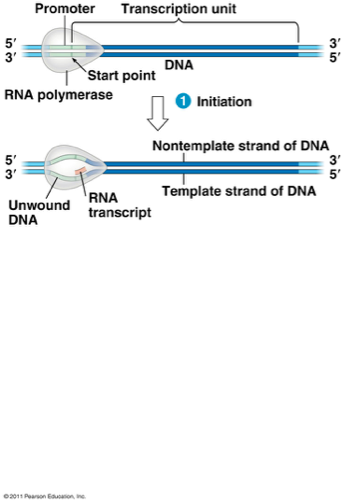 Promoter
Transcription unit
5′
3′
3′
5′
DNA
Start point
RNA polymerase
1 Initiation
Nontemplate strand of DNA
5′
3′
3′
5′
Template strand of DNA
RNA
transcript
Unwound
DNA
© 2011 Pearson Education, Inc.